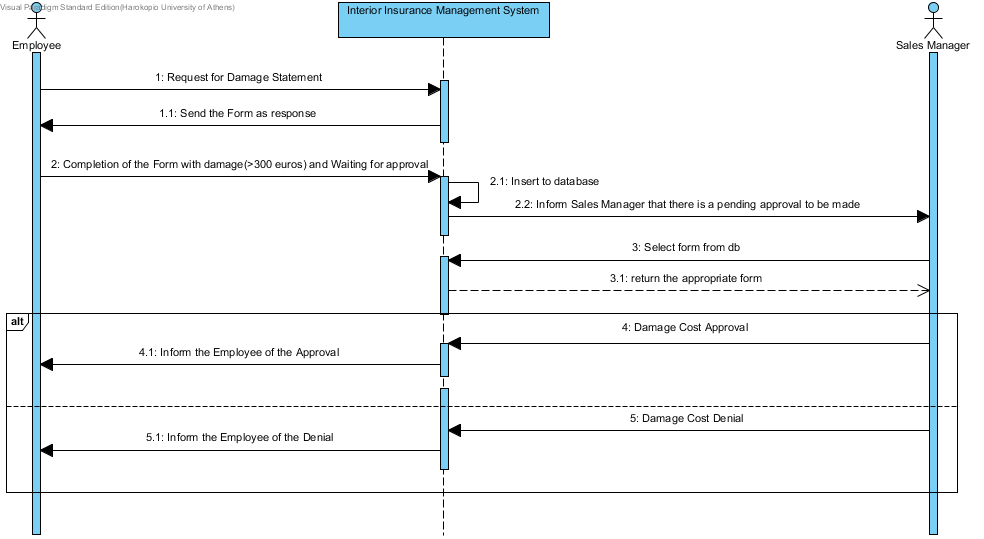 Visual Paradigm Standard Edition(Harokopio University of Athens)
Interior Insurance Management System
Employee
Sales Manager
1: Request for Damage Statement
1.1: Send the Form as response
2: Completion of the Form with damage(>300 euros) and Waiting for approval
2.1: Insert to database
2.2: Inform Sales Manager that there is a pending approval to be made
3: Select form from db
3.1: return the appropriate form
alt
4: Damage Cost Approval
4.1: Inform the Employee of the Approval
5: Damage Cost Denial
5.1: Inform the Employee of the Denial